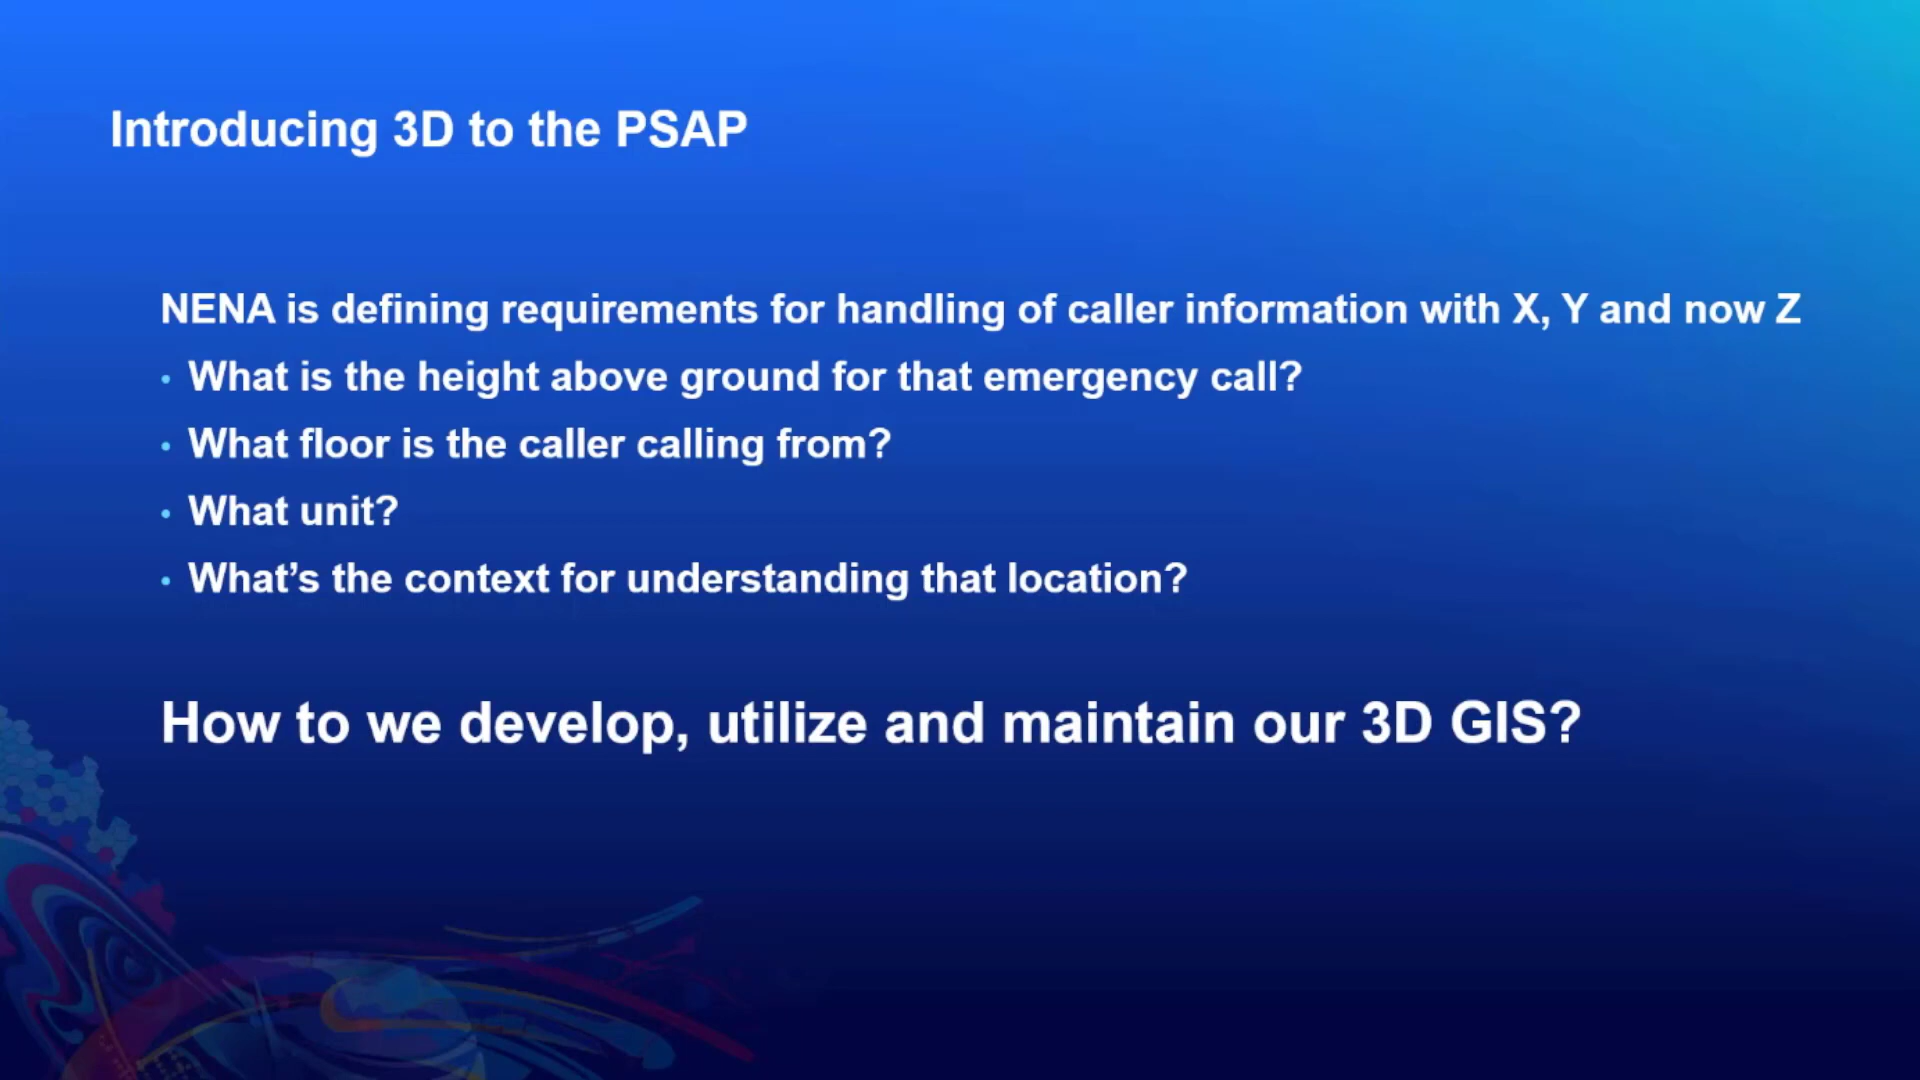 Introducing 3D to the PSAP
NENA is defining requirements for handling of caller information with X, Y and now Z
• What is the height above ground for that emergency call?
• What floor is the caller calling from?
• What unit?
• What’s the context for understanding that location?
How to we develop, utilize and maintain our 3D GIS?